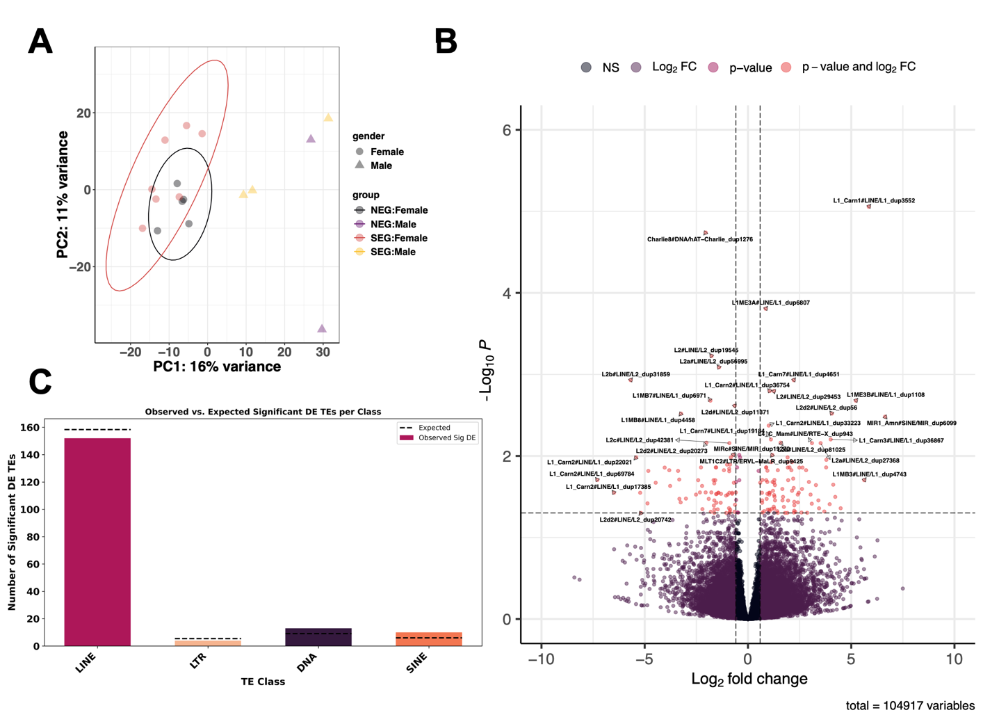 A
PC2: 11% variance
20
0
−20
−20
−10
0
10
20
30
PC1: 16% variance
gender
Female
Male
group
NEG:Female
NEG:Male
SEG:Female
SEG:Male
B
NS
Log2 FC
p−value
p − value and log2 FC
-Log10 P
6
4
2
0
L1_Carn1#LINE/L1_dup3552
Charlie8#DNA/hAT−Charlie_dup1276
L1ME3A#LINE/L1_dup6807
L2#LINE/L2_dup19545
L2a#LINE/L2_dup56995
L2b#LINE/L2_dup31859
L1_Carn7#LINE/L1_dup4651
L1_Carn2#LINE/L1_dup36754
L1MB7#LINE/L1_dup6971
L2#LINE/L2_dup29453
L1ME3B#LINE/L1_dup1108
L2d#LINE/L2_dup11371
L2d2#LINE/L2_dup56
L1MB8#LINE/L1_dup4458
L1_Carn2#LINE/L1_dup33223
MIR1_Amn#SINE/MIR_dup6099
L1_Carn7#LINE/L1_dup19184
C_Mam#LINE/RTE−X_dup943
L2c#LINE/L2_dup42381
L1_Carn3#LINE/L1_dup36867
L2d2#LINE/L2_dup20273
MIRc#SINE/MIR_dup19280
dup81025
L1_Carn2#LINE/L1_dup22021
MLT1C2#LTR/ERVL−MaLR_dup9425
L2a#LINE/L2_dup27368
L1_Carn2#LINE/L1_dup69784
L1MB3#LINE/L1_dup4743
L1_Carn2#LINE/L1_dup17385
L2d2#LINE/L2_dup20742
−10
−5
0
5
10
Log2 fold change
total = 104917 variables
C
Observed vs. Expected Significant DE TEs per Class
Number of Significant DE TEs
160
140
120
100
80
60
40
20
0
Expected
Observed Sig DE
LINE
LTR
DNA
SINE
TE Class